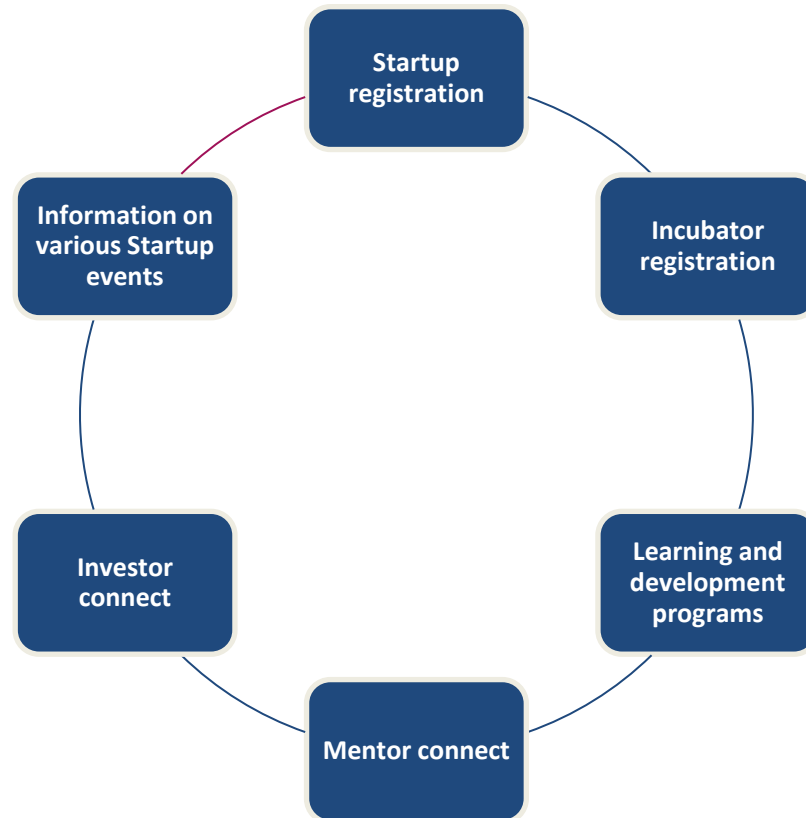 Startup
registration
Incubator
registration
Learning and
development
programs
Mentor connect
Investor
connect
Information on
various Startup
events